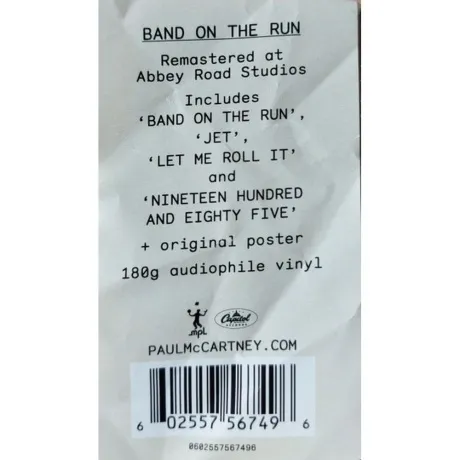 BAND ON THE RUN
Remastered at
Abbey Road Studios
Includes
‘BAND ON THE RUN’,
‘JET’,
‘LET ME ROLL IT’
and
‘NINETEEN HUNDRED
AND EIGHTY FIVE’
+ original poster
180g audiophile vinyl
mpl Capitol
RECORDS
PAULMcCARTNEY.COM
6 02557 56749 6
0602557567496